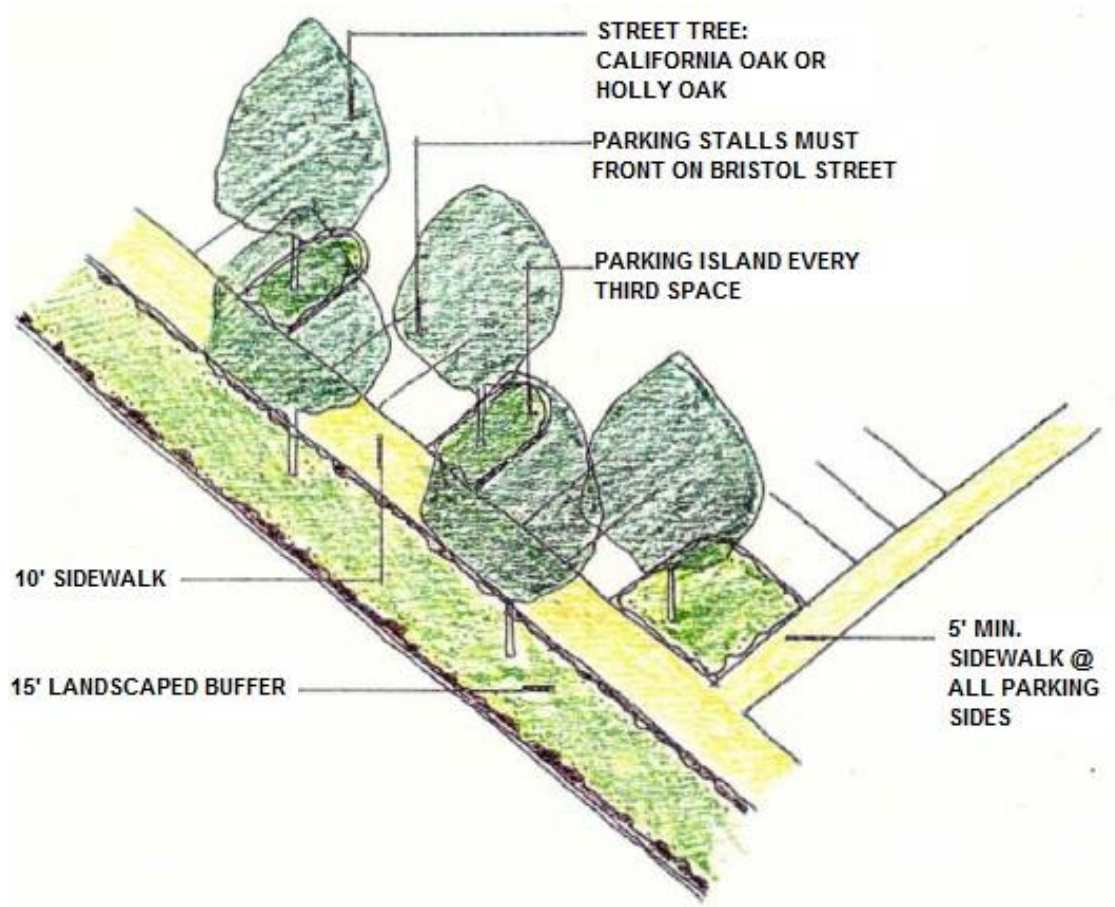 STREET TREE:
CALIFORNIA OAK OR
HOLLY OAK
PARKING STALLS MUST
FRONT ON BRISTOL STREET
PARKING ISLAND EVERY
THIRD SPACE
10' SIDEWALK
15' LANDSCAPED BUFFER
5' MIN.
SIDEWALK @
ALL PARKING
SIDES